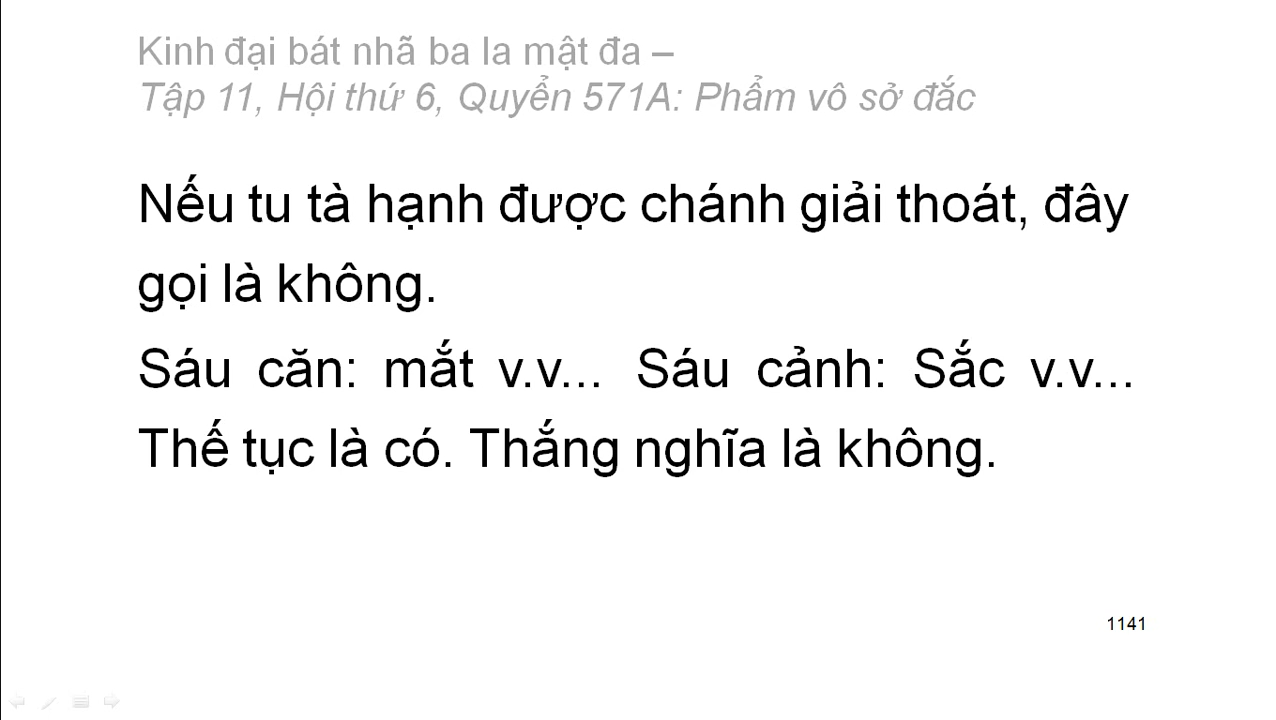 Kinh đại bát nhã ba la mật đa –
Tập 11, Hội thứ 6, Quyển 571A: Phẩm vô sở đắc
Nếu tu tà hạnh được chánh giải thoát, đây
gọi là không.
Sáu căn: mắt v.v... Sáu cảnh: Sắc v.v...
Thế tục là có. Thắng nghĩa là không.
1141